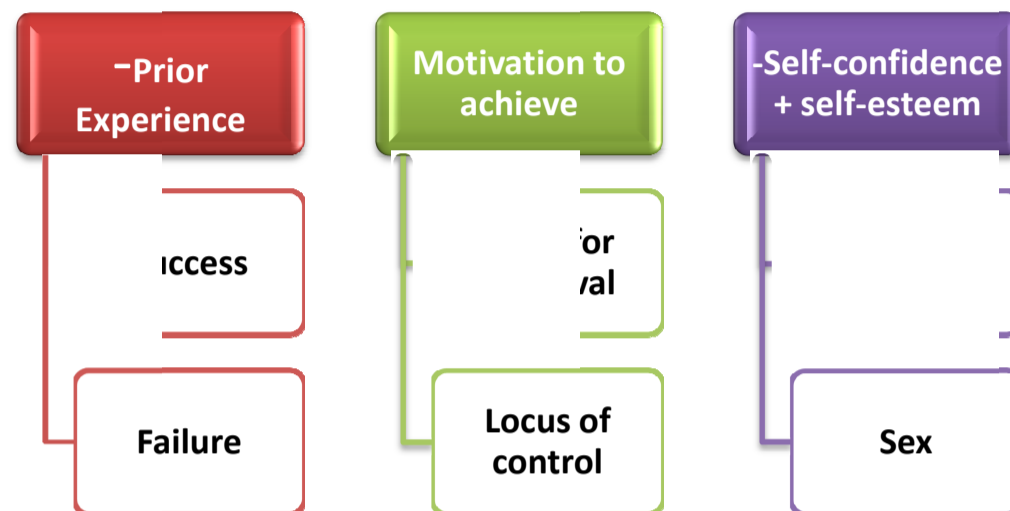 -Prior
Experience
Failure
Motivation to
achieve
Locus of
control
-Self-confidence
+ self-esteem
Sex